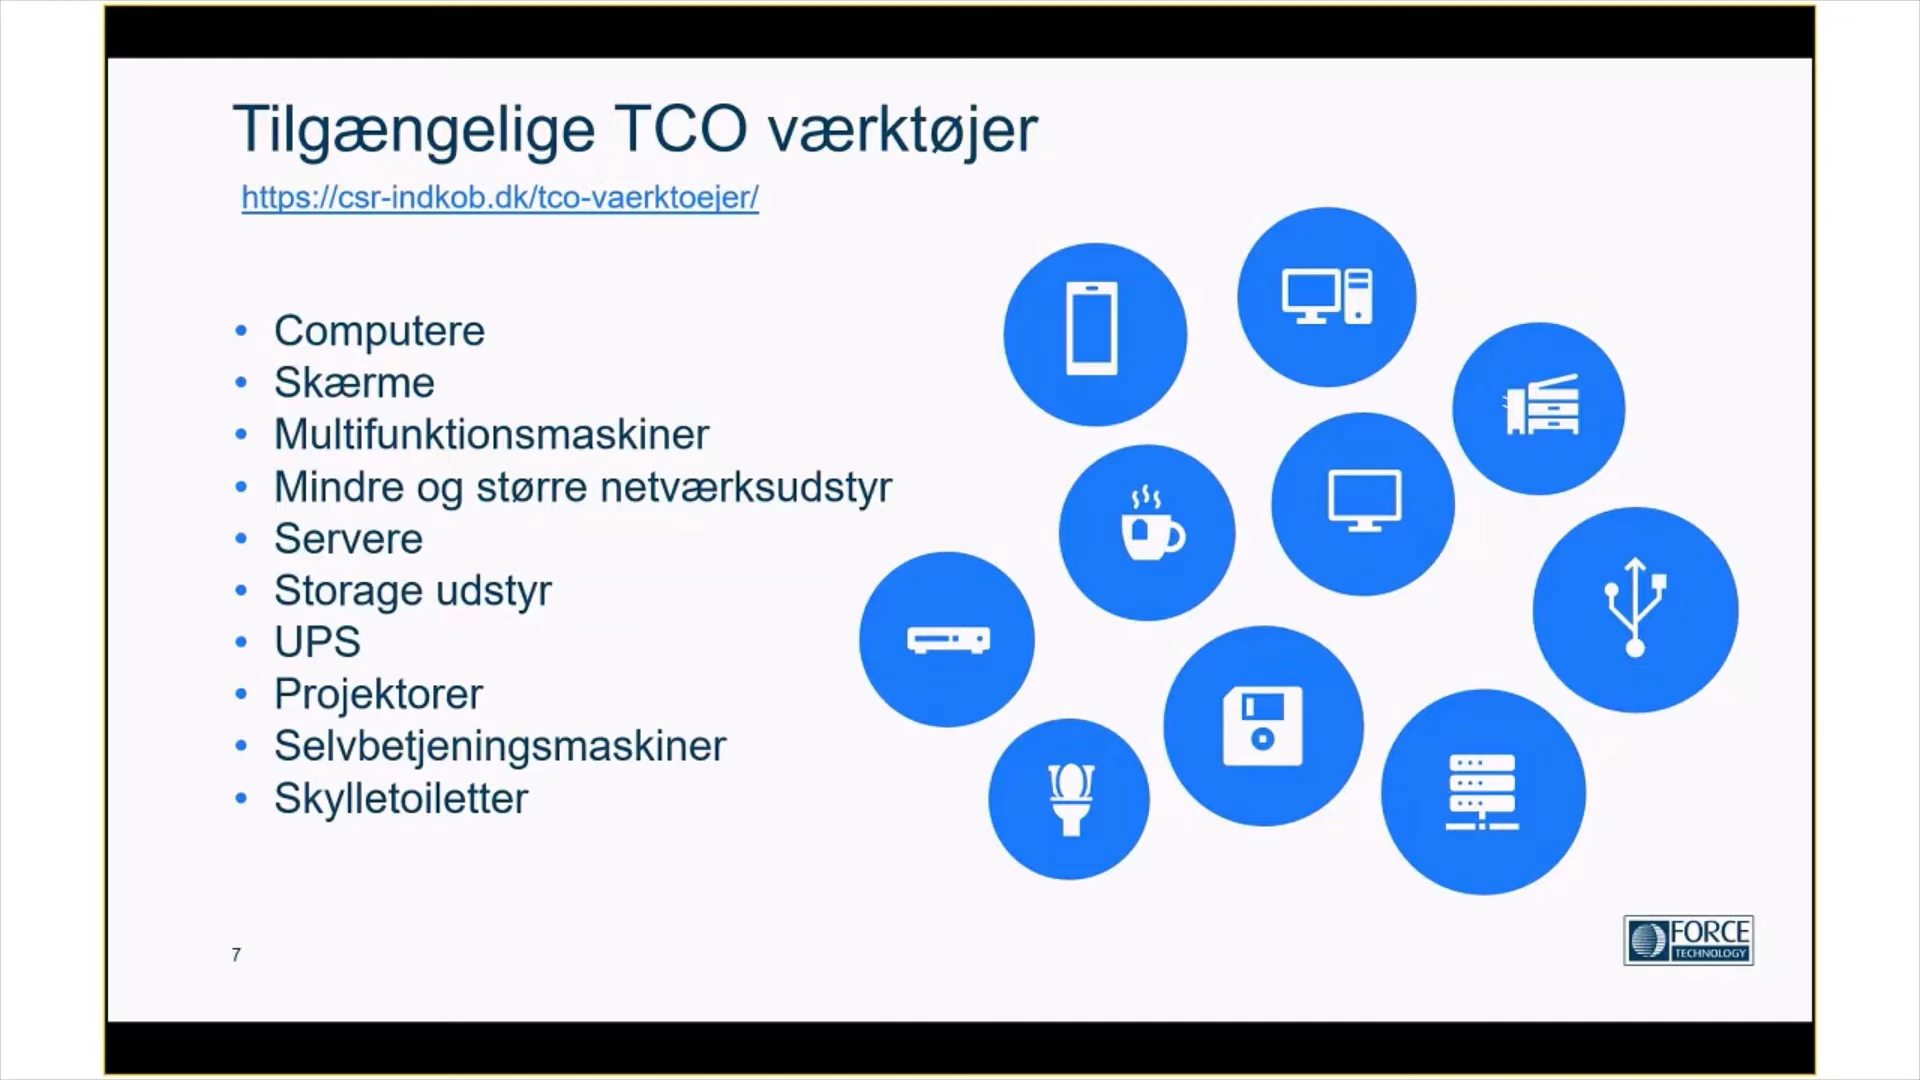 Tilgængelige TCO værktøjer
https://csr-indkob.dk/tco-vaerktoejer/
• Computere
• Skærme
• Multifunktionsmaskiner
• Mindre og større netværksudstyr
• Servere
• Storage udstyr
• UPS
• Projektorer
• Selvbetjeningsmaskiner
• Skylletoiletter
7
FORCE
TECHNOLOGY